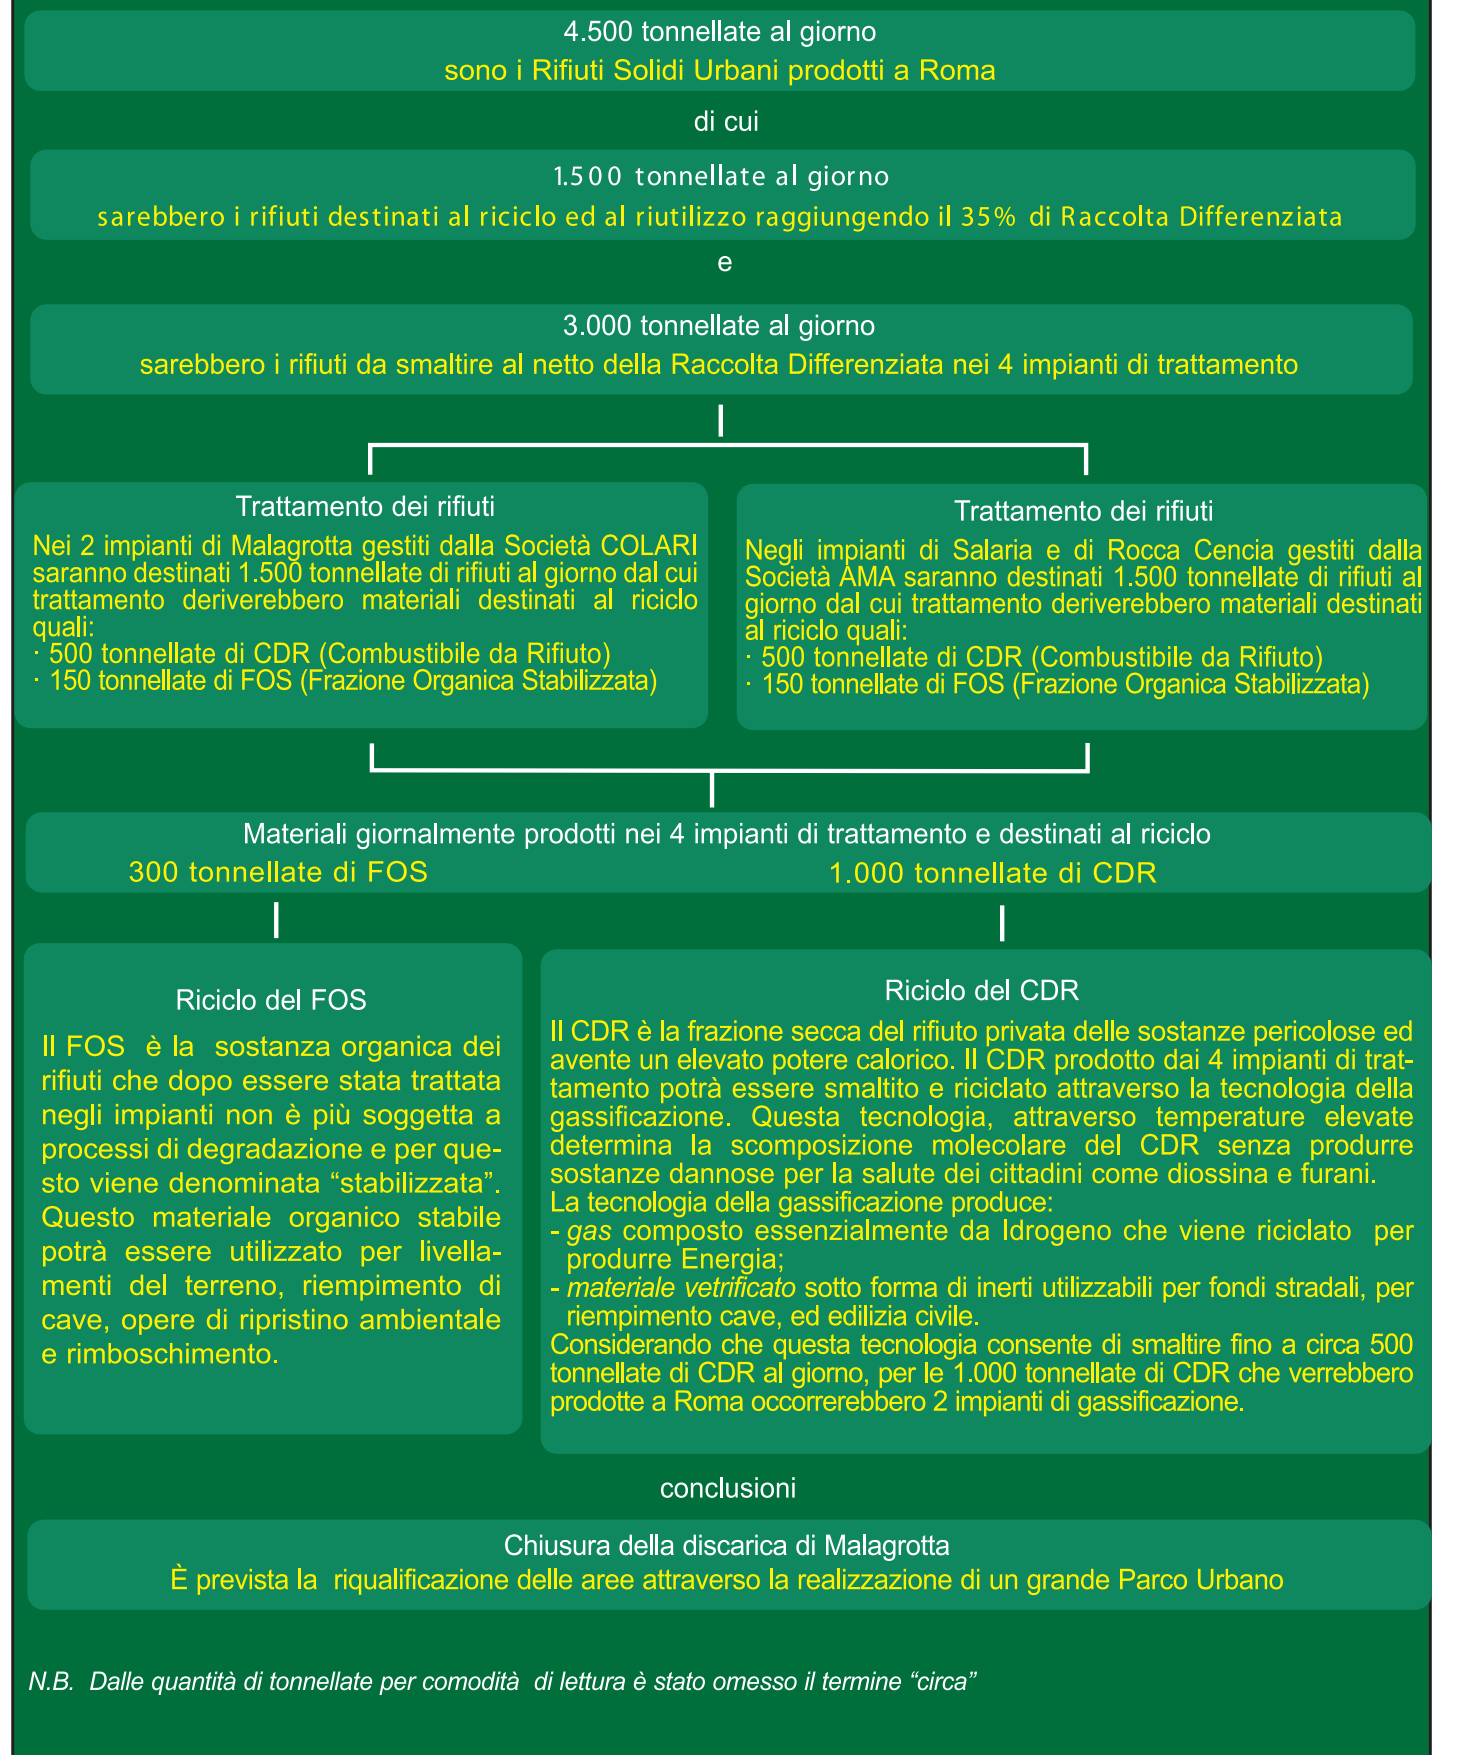 4.500 tonnellate al giorno
sono i Rifiuti Solidi Urbani prodotti a Roma
di cui
1.500 tonnellate al giorno
sarebbero i rifiuti destinati al riciclo ed al riutilizzo raggiungendo il 35% di Raccolta Differenziata
e
3.000 tonnellate al giorno
sarebbero i rifiuti da smaltire al netto della Raccolta Differenziata nei 4 impianti di trattamento
Trattamento dei rifiuti
Nei 2 impianti di Malagrotta gestiti dalla Società COLARI
saranno destinati 1.500 tonnellate di rifiuti al giorno dal cui
trattamento deriverebbero materiali destinati al riciclo
quali:
· 500 tonnellate di CDR (Combustibile da Rifiuto)
· 150 tonnellate di FOS (Frazione Organica Stabilizzata)
Trattamento dei rifiuti
Negli impianti di Salaria e di Rocca Cencia gestiti dalla
Società AMA saranno destinati 1.500 tonnellate di rifiuti al
giorno dal cui trattamento deriverebbero materiali destinati
al riciclo quali:
· 500 tonnellate di CDR (Combustibile da Rifiuto)
· 150 tonnellate di FOS (Frazione Organica Stabilizzata)
Materiali giornalmente prodotti nei 4 impianti di trattamento e destinati al riciclo
300 tonnellate di FOS
1.000 tonnellate di CDR
Riciclo del FOS
Il FOS è la sostanza organica dei
rifiuti che dopo essere stata trattata
negli impianti non è più soggetta a
processi di degradazione e per que-
sto viene denominata “stabilizzata”.
Questo materiale organico stabile
potrà essere utilizzato per livella-
menti del terreno, riempimento di
cave, opere di ripristino ambientale
e rimboschimento.
Riciclo del CDR
Il CDR è la frazione secca del rifiuto privata delle sostanze pericolose ed
avente un elevato potere calorico. Il CDR prodotto dai 4 impianti di trat-
tamento potrà essere smaltito e riciclato attraverso la tecnologia della
gassificazione. Questa tecnologia, attraverso temperature elevate
determina la scomposizione molecolare del CDR senza produrre
sostanze dannose per la salute dei cittadini come diossina e furani.
La tecnologia della gassificazione produce:
- gas composto essenzialmente da Idrogeno che viene riciclato per
produrre Energia;
- materiale vetrificato sotto forma di inerti utilizzabili per fondi stradali, per
riempimento cave, ed edilizia civile.
Considerando che questa tecnologia consente di smaltire fino a circa 500
tonnellate di CDR al giorno, per le 1.000 tonnellate di CDR che verrebbero
prodotte a Roma occorrerebbero 2 impianti di gassificazione.
conclusioni
Chiusura della discarica di Malagrotta
È prevista la riqualificazione delle aree attraverso la realizzazione di un grande Parco Urbano
N.B. Dalle quantità di tonnellate per comodità di lettura è stato omesso il termine “circa”